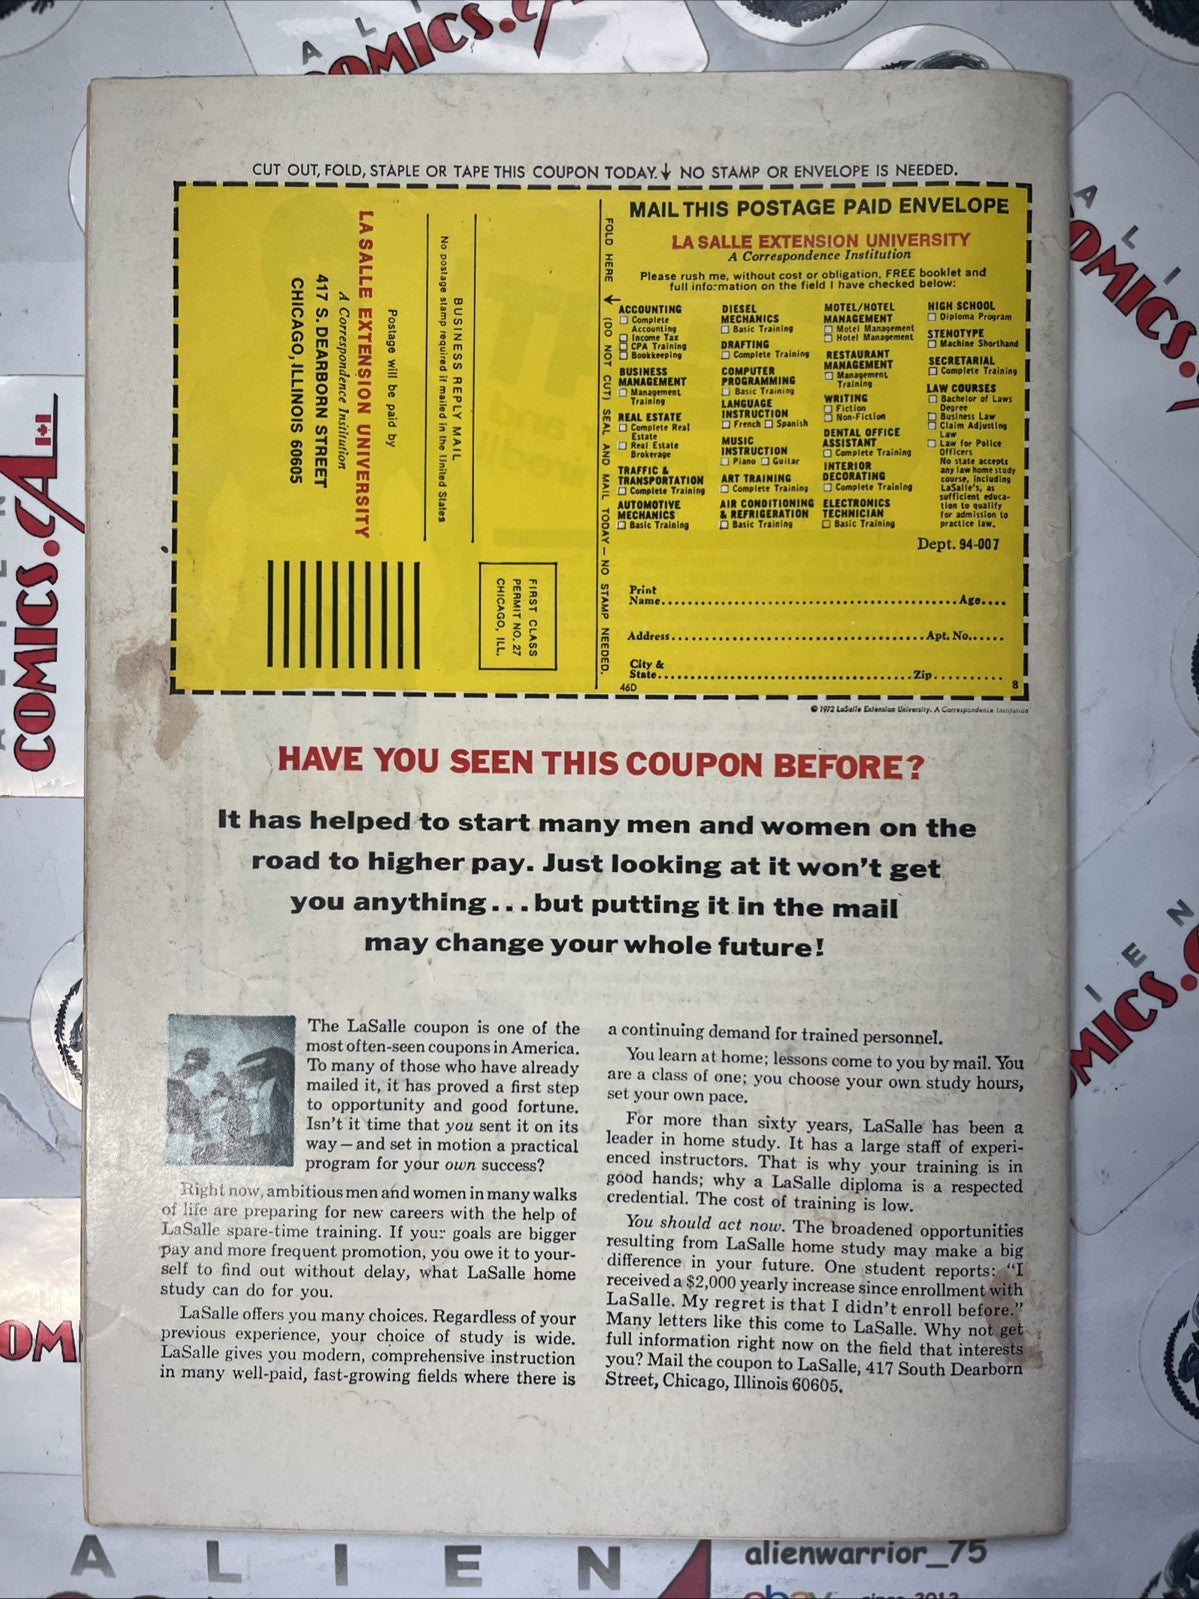 CUT OUT, FOLD, STAPLE OR TAPE THIS COUPON TODAY. ↓ NO STAMP OR ENVELOPE IS NEEDED.
FIRST CLASS
PERMIT NO. 27
CHICAGO, ILL.
BUSINESS REPLY MAIL
No postage stamp required if mailed in the United States
Postage will be paid by
LA SALLE EXTENSION UNIVERSITY
A Correspondence Institution
417 S. DEARBORN STREET
CHICAGO, ILLINOIS 60605
FOLD HERE ↓ (DO NOT CUT) SEAL AND MAIL TODAY — NO STAMP NEEDED.
MAIL THIS POSTAGE PAID ENVELOPE
LA SALLE EXTENSION UNIVERSITY
A Correspondence Institution
Please rush me, without cost or obligation, FREE booklet and
full information on the field I have checked below:
ACCOUNTING
☐ Complete
Accounting
☐ Income Tax
☐ CPA Training
☐ Bookkeeping
BUSINESS
MANAGEMENT
☐ Management
Training
REAL ESTATE
☐ Complete Real
Estate
☐ Real Estate
Brokerage
TRAFFIC &
TRANSPORTATION
☐ Complete Training
AUTOMOTIVE
MECHANICS
☐ Basic Training
DIESEL
MECHANICS
☐ Basic Training
DRAFTING
☐ Complete Training
COMPUTER
PROGRAMMING
☐ Basic Training
LANGUAGE
INSTRUCTION
☐ French ☐ Spanish
MUSIC
INSTRUCTION
☐ Piano ☐ Guitar
ART TRAINING
☐ Complete Training
AIR CONDITIONING
& REFRIGERATION
☐ Basic Training
MOTEL/HOTEL
MANAGEMENT
☐ Motel Management
☐ Hotel Management
RESTAURANT
MANAGEMENT
☐ Management
Training
WRITING
☐ Fiction
☐ Non-Fiction
DENTAL OFFICE
ASSISTANT
☐ Complete Training
INTERIOR
DECORATING
☐ Complete Training
ELECTRONICS
TECHNICIAN
☐ Basic Training
HIGH SCHOOL
☐ Diploma Program
STENOTYPE
☐ Machine Shorthand
SECRETARIAL
☐ Complete Training
LAW COURSES
☐ Bachelor of Laws
Degree
☐ Business Law
☐ Claim Adjusting
Law
☐ Law for Police
Officers
No state accepts
any law home study
course, including
LaSalle's, as
sufficient educa-
tion to qualify
for admission to
practice law.
Dept. 94-007
Print
Name Age
Address Apt. No.
City &
State Zip
46D 8
© 1972 LaSalle Extension University. A Correspondence Institution
HAVE YOU SEEN THIS COUPON BEFORE?
It has helped to start many men and women on the
road to higher pay. Just looking at it won't get
you anything...but putting it in the mail
may change your whole future!
The LaSalle coupon is one of the
most often-seen coupons in America.
To many of those who have already
mailed it, it has proved a first step
to opportunity and good fortune.
Isn't it time that you sent it on its
way — and set in motion a practical
program for your own success?
Right now, ambitious men and women in many walks
of life are preparing for new careers with the help of
LaSalle spare-time training. If your goals are bigger
pay and more frequent promotion, you owe it to your-
self to find out without delay, what LaSalle home
study can do for you.
LaSalle offers you many choices. Regardless of your
previous experience, your choice of study is wide.
LaSalle gives you modern, comprehensive instruction
in many well-paid, fast-growing fields where there is
a continuing demand for trained personnel.
You learn at home; lessons come to you by mail. You
are a class of one; you choose your own study hours,
set your own pace.
For more than sixty years, LaSalle has been a
leader in home study. It has a large staff of experi-
enced instructors. That is why your training is in
good hands; why a LaSalle diploma is a respected
credential. The cost of training is low.
You should act now. The broadened opportunities
resulting from LaSalle home study may make a big
difference in your future. One student reports: "I
received a $2,000 yearly increase since enrollment with
LaSalle. My regret is that I didn't enroll before."
Many letters like this come to LaSalle. Why not get
full information right now on the field that interests
you? Mail the coupon to LaSalle, 417 South Dearborn
Street, Chicago, Illinois 60605.
COMICS.CA
ALIEN
alienwarrior_75
ebay since 2012